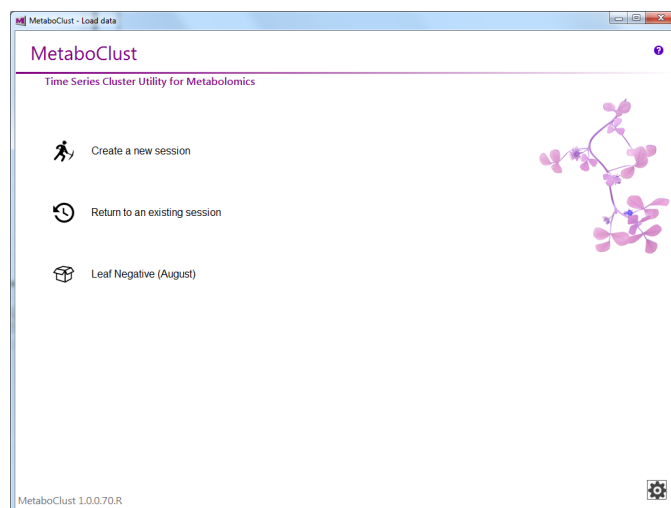 MetaboClust - Load data
MetaboClust
?
Time Series Cluster Utility for Metabolomics
Create a new session
Return to an existing session
Leaf Negative (August)
MetaboClust 1.0.0.70.R